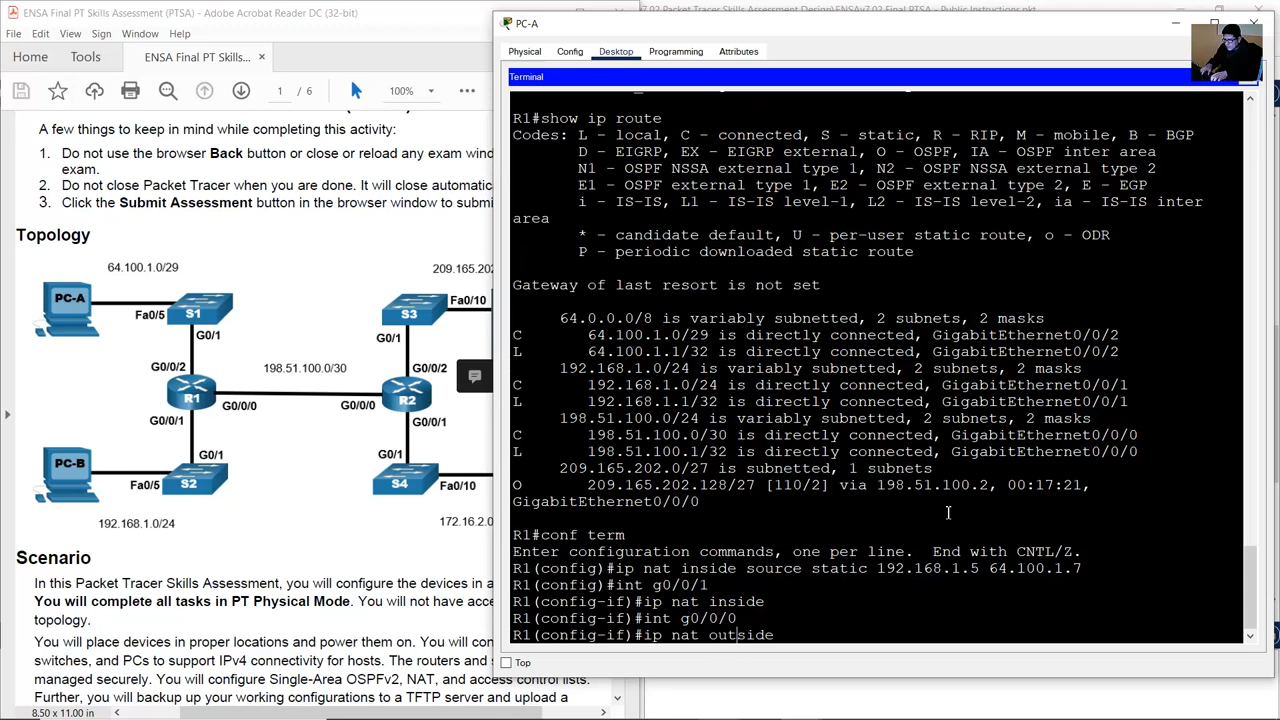 ENSA Final PT Skills Assessment (PTSA) - Adobe Acrobat Reader DC (32-bit)
File Edit View Sign Window Help
Home Tools ENSA Final PT Skills... ×
1 / 6 100%
A few things to keep in mind while completing this activity:
1. Do not use the browser Back button or close or reload any exam wind
exam.
2. Do not close Packet Tracer when you are done. It will close automatic
3. Click the Submit Assessment button in the browser window to submi
Topology
64.100.1.0/29
209.165.202
PC-A
Fa0/5
S1
S3
Fa0/10
G0/1
G0/1
G0/0/2
198.51.100.0/30
G0/0/2
R1
G0/0/0
G0/0/0
R2
G0/0/1
G0/0/1
PC-B
G0/1
G0/1
Fa0/5
S2
S4
Fa0/10
192.168.1.0/24
172.16.2
Scenario
In this Packet Tracer Skills Assessment, you will configure the devices in a
You will complete all tasks in PT Physical Mode. You will not have acce
topology.
You will place devices in proper locations and power them on. You will con
switches, and PCs to support IPv4 connectivity for hosts. The routers and s
managed securely. You will configure Single-Area OSPFv2, NAT, and access control lists.
Further, you will backup up your working configurations to a TFTP server and upload a
8.50 x 11.00 in
PC-A
Physical Config Desktop Programming Attributes
Terminal
R1#show ip route
Codes: L - local, C - connected, S - static, R - RIP, M - mobile, B - BGP
D - EIGRP, EX - EIGRP external, O - OSPF, IA - OSPF inter area
N1 - OSPF NSSA external type 1, N2 - OSPF NSSA external type 2
E1 - OSPF external type 1, E2 - OSPF external type 2, E - EGP
i - IS-IS, L1 - IS-IS level-1, L2 - IS-IS level-2, ia - IS-IS inter
area
* - candidate default, U - per-user static route, o - ODR
P - periodic downloaded static route
Gateway of last resort is not set
64.0.0.0/8 is variably subnetted, 2 subnets, 2 masks
C 64.100.1.0/29 is directly connected, GigabitEthernet0/0/2
L 64.100.1.1/32 is directly connected, GigabitEthernet0/0/2
192.168.1.0/24 is variably subnetted, 2 subnets, 2 masks
C 192.168.1.0/24 is directly connected, GigabitEthernet0/0/1
L 192.168.1.1/32 is directly connected, GigabitEthernet0/0/1
198.51.100.0/24 is variably subnetted, 2 subnets, 2 masks
C 198.51.100.0/30 is directly connected, GigabitEthernet0/0/0
L 198.51.100.1/32 is directly connected, GigabitEthernet0/0/0
209.165.202.0/27 is subnetted, 1 subnets
O 209.165.202.128/27 [110/2] via 198.51.100.2, 00:17:21,
GigabitEthernet0/0/0
R1#conf term
Enter configuration commands, one per line. End with CNTL/Z.
R1(config)#ip nat inside source static 192.168.1.5 64.100.1.7
R1(config)#int g0/0/1
R1(config-if)#ip nat inside
R1(config-if)#int g0/0/0
R1(config-if)#ip nat outside
Top